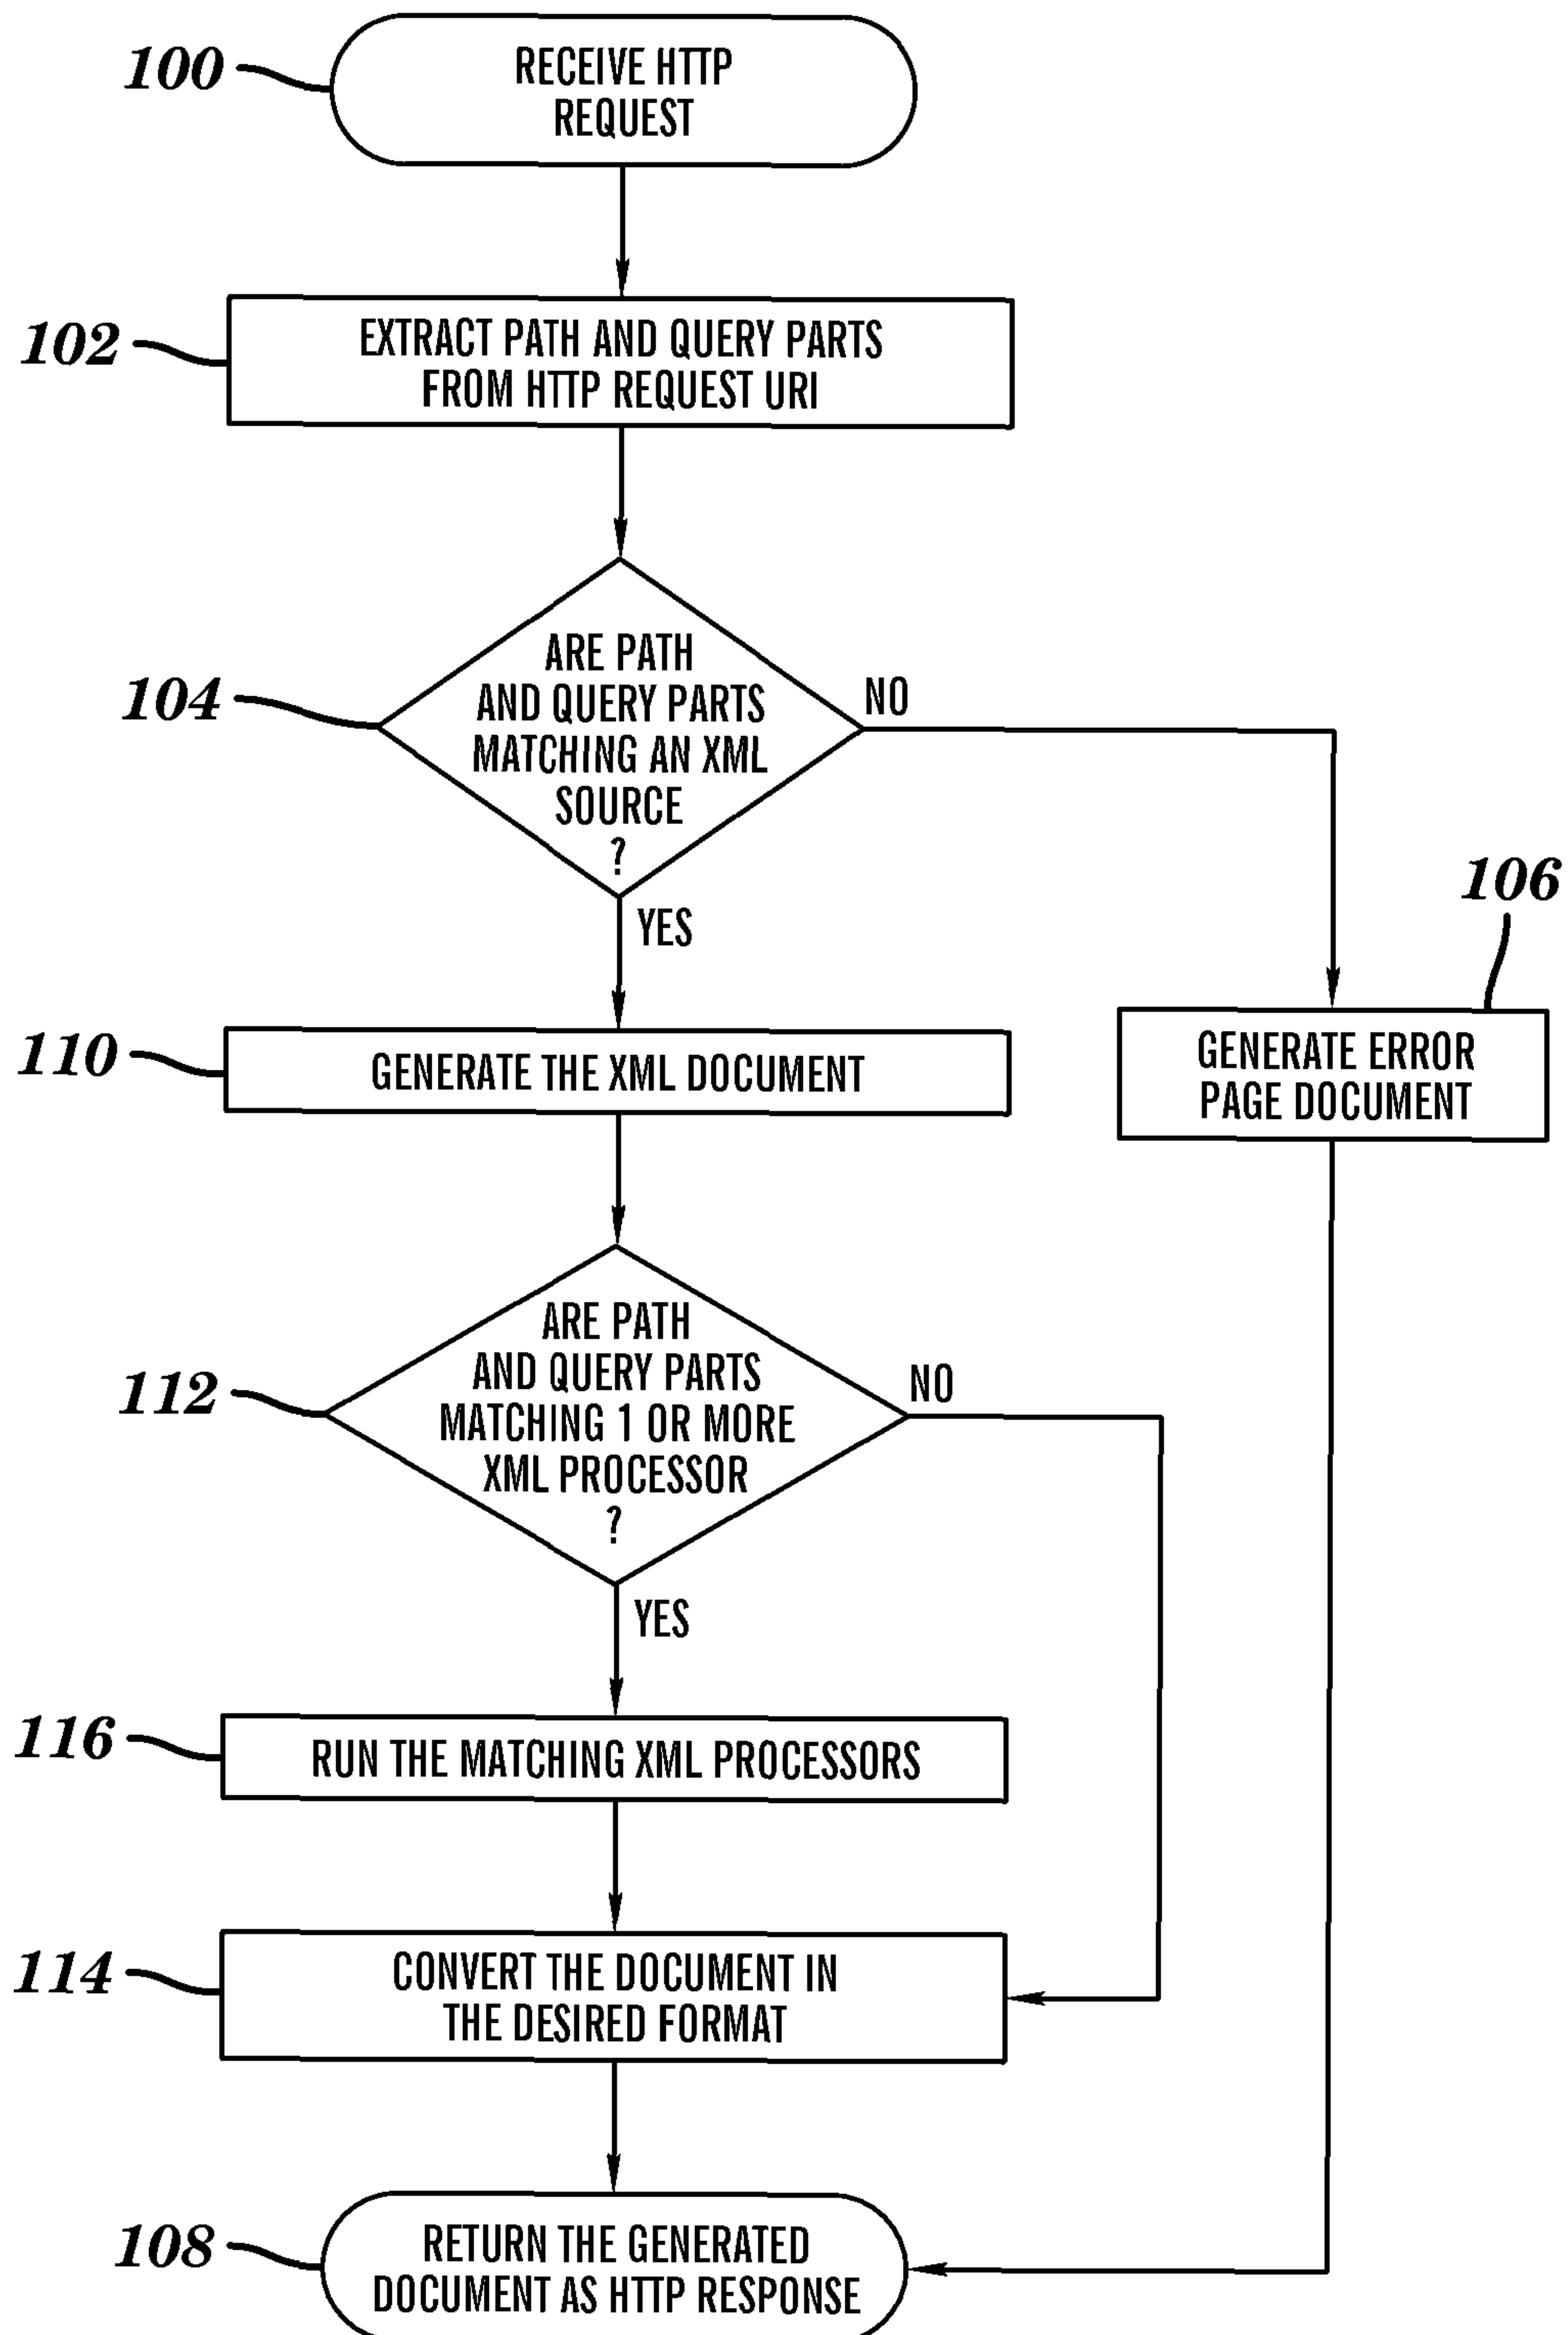 100
RECEIVE HTTP
REQUEST
102
EXTRACT PATH AND QUERY PARTS
FROM HTTP REQUEST URI
104
ARE PATH
AND QUERY PARTS
MATCHING AN XML
SOURCE
?
NO
YES
106
GENERATE ERROR
PAGE DOCUMENT
110
GENERATE THE XML DOCUMENT
112
ARE PATH
AND QUERY PARTS
MATCHING 1 OR MORE
XML PROCESSOR
?
NO
YES
116
RUN THE MATCHING XML PROCESSORS
114
CONVERT THE DOCUMENT IN
THE DESIRED FORMAT
108
RETURN THE GENERATED
DOCUMENT AS HTTP RESPONSE